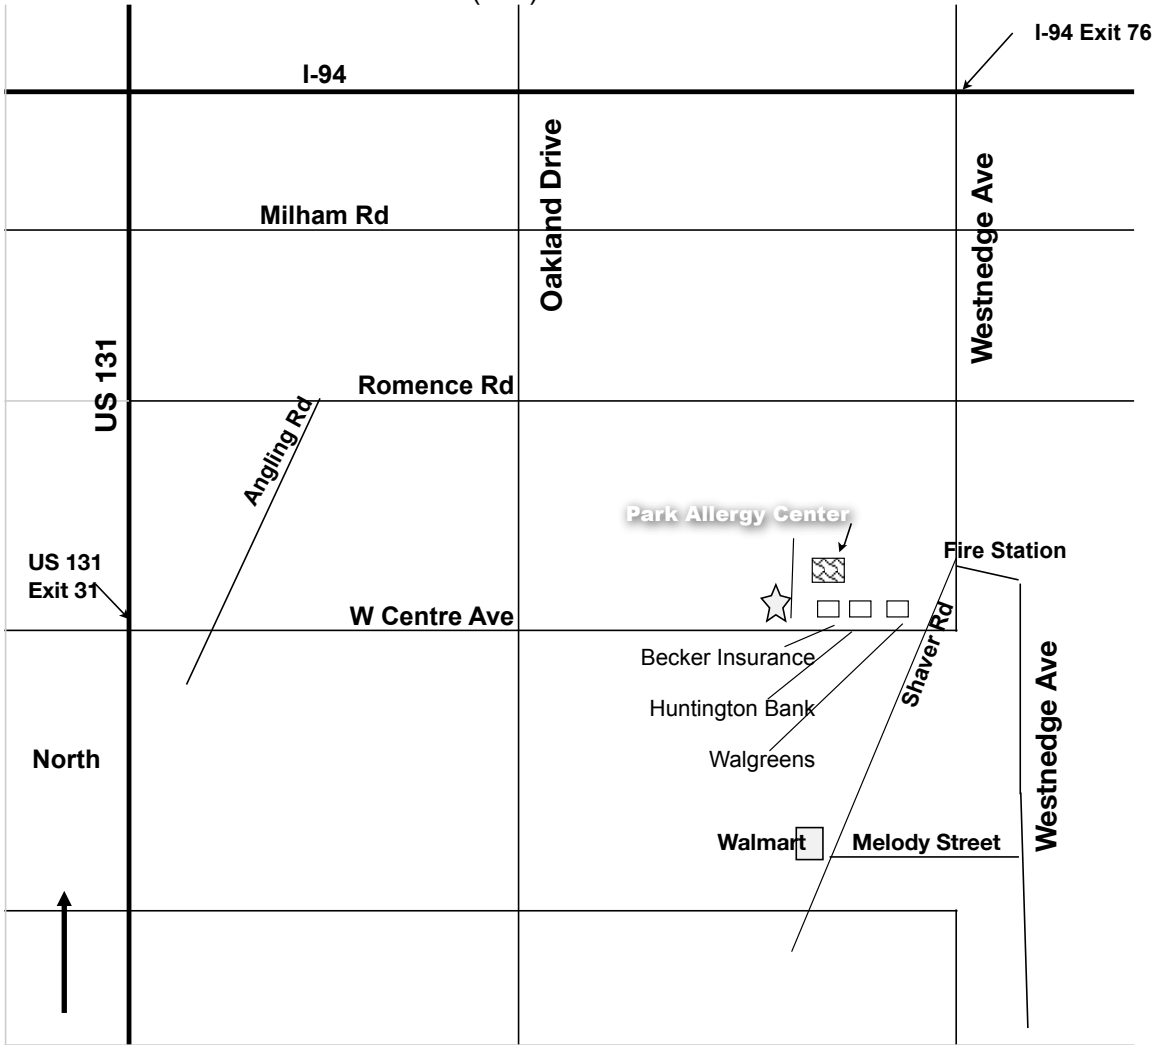 I-94 Exit 76
I-94
Oakland Drive
Westnedge Ave
Milham Rd
US 131
Romence Rd
Angling Rd
Park Allergy Center
Fire Station
US 131
Exit 31
W Centre Ave
Shaver Rd
Becker Insurance
Huntington Bank
Westnedge Ave
North
Walgreens
Walmart
Melody Street